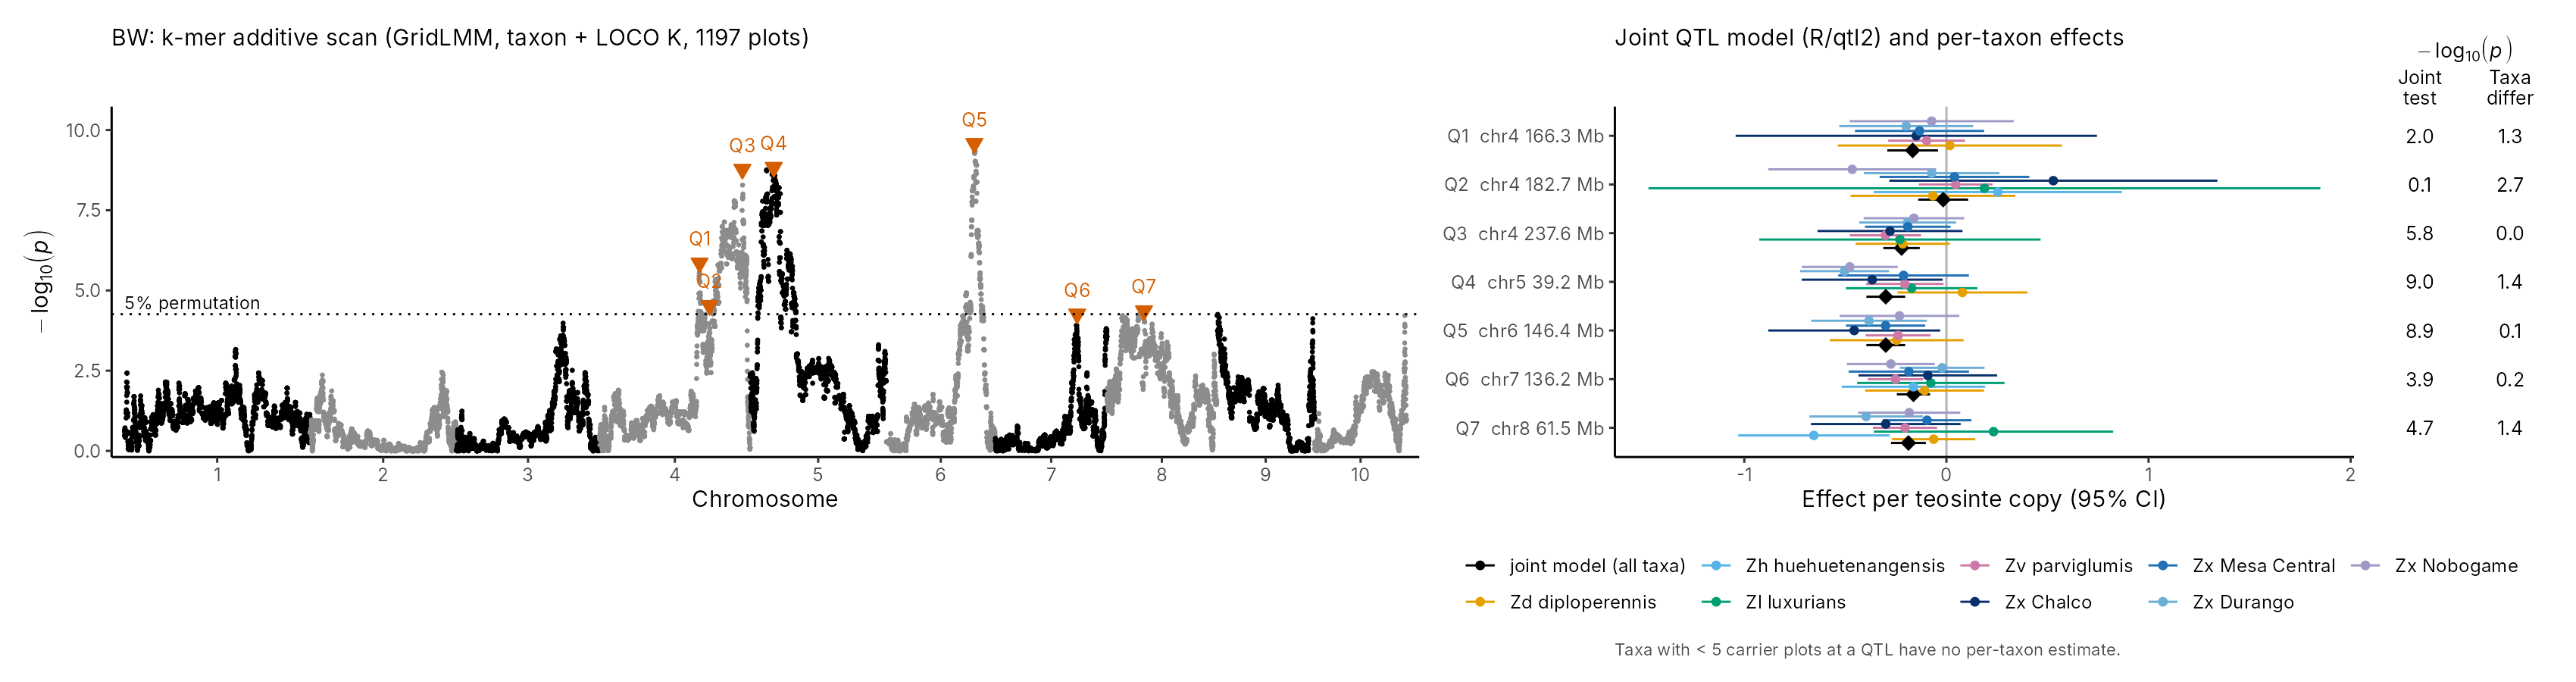 BW: k-mer additive scan (GridLMM, taxon + LOCO K, 1197 plots)
− log10(p)
10.0
7.5
5.0
2.5
0.0
5% permutation
Q1
Q2
Q3
Q4
Q5
Q6
Q7
1 2 3 4 5 6 7 8 9 10
Chromosome
Joint QTL model (R/qtl2) and per-taxon effects
− log10(p)
Joint test
Taxa differ
Q1 chr4 166.3 Mb 2.0 1.3
Q2 chr4 182.7 Mb 0.1 2.7
Q3 chr4 237.6 Mb 5.8 0.0
Q4 chr5 39.2 Mb 9.0 1.4
Q5 chr6 146.4 Mb 8.9 0.1
Q6 chr7 136.2 Mb 3.9 0.2
Q7 chr8 61.5 Mb 4.7 1.4
-1 0 1 2
Effect per teosinte copy (95% CI)
joint model (all taxa) Zh huehuetenangensis Zv parviglumis Zx Mesa Central Zx Nobogame
Zd diploperennis Zl luxurians Zx Chalco Zx Durango
Taxa with < 5 carrier plots at a QTL have no per-taxon estimate.